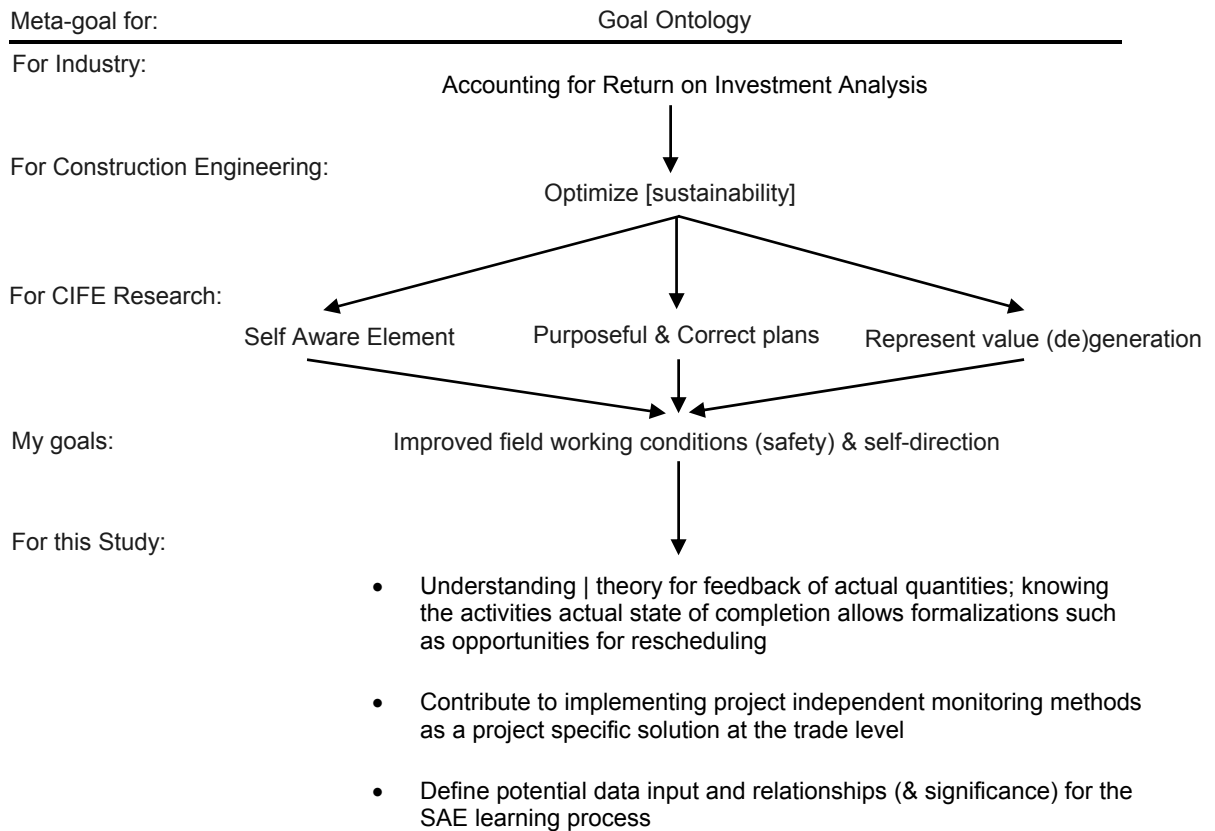 Meta-goal for: Goal Ontology
For Industry:
Accounting for Return on Investment Analysis
For Construction Engineering:
Optimize [sustainability]
For CIFE Research:
Self Aware Element Purposeful & Correct plans Represent value (de)generation
My goals: Improved field working conditions (safety) & self-direction
For this Study:
• Understanding | theory for feedback of actual quantities; knowing
the activities actual state of completion allows formalizations such
as opportunities for rescheduling
• Contribute to implementing project independent monitoring methods
as a project specific solution at the trade level
• Define potential data input and relationships (& significance) for the
SAE learning process